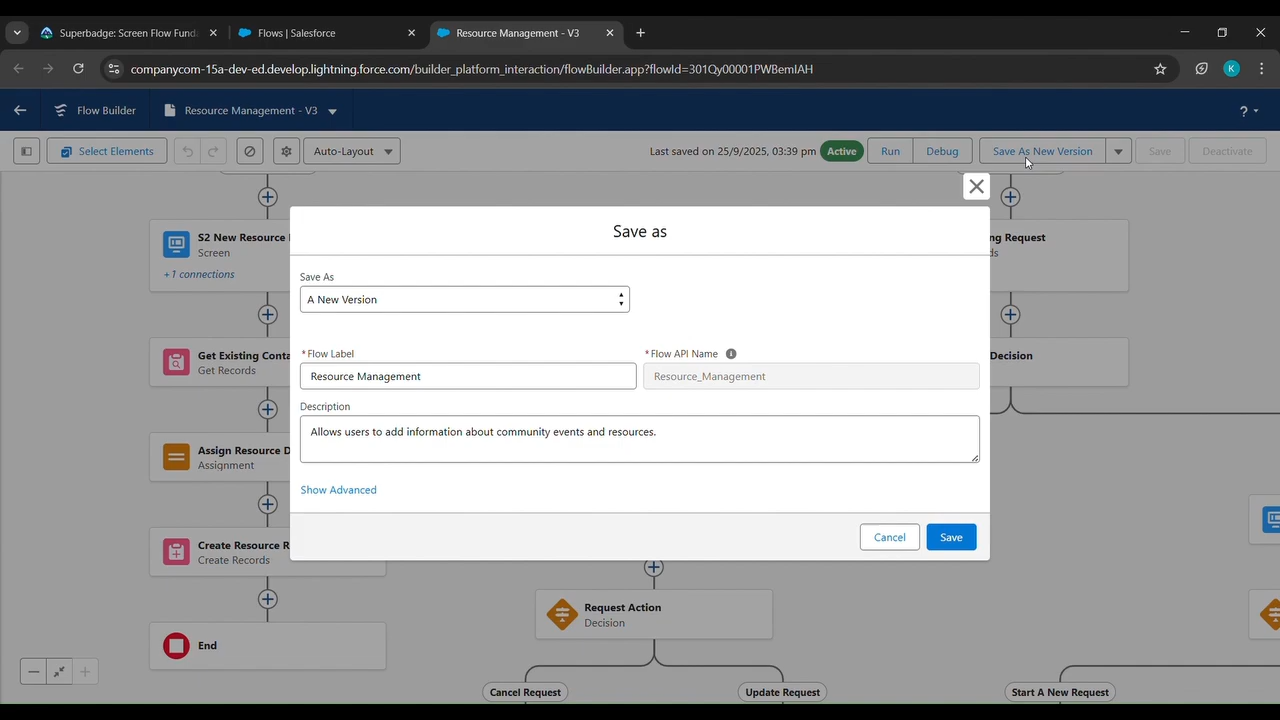 Superbadge: Screen Flow Funda
Flows | Salesforce
Resource Management - V3
companycom-15a-dev-ed.develop.lightning.force.com/builder_platform_interaction/flowBuilder.app?flowId=301Qy00001PWBemIAH
K
Flow Builder
Resource Management - V3
?
Select Elements
Auto-Layout
Last saved on 25/9/2025, 03:39 pm
Active
Run
Debug
Save As New Version
Save
Deactivate
Save as
Save As
A New Version
* Flow Label
* Flow API Name
Resource Management
Resource_Management
Description
Allows users to add information about community events and resources.
Show Advanced
Cancel
Save
S2 New Resource
Screen
+1 connections
Get Existing Conta
Get Records
Assign Resource D
Assignment
Create Resource R
Create Records
End
ng Request
ds
Decision
Request Action
Decision
Cancel Request
Update Request
Start A New Request